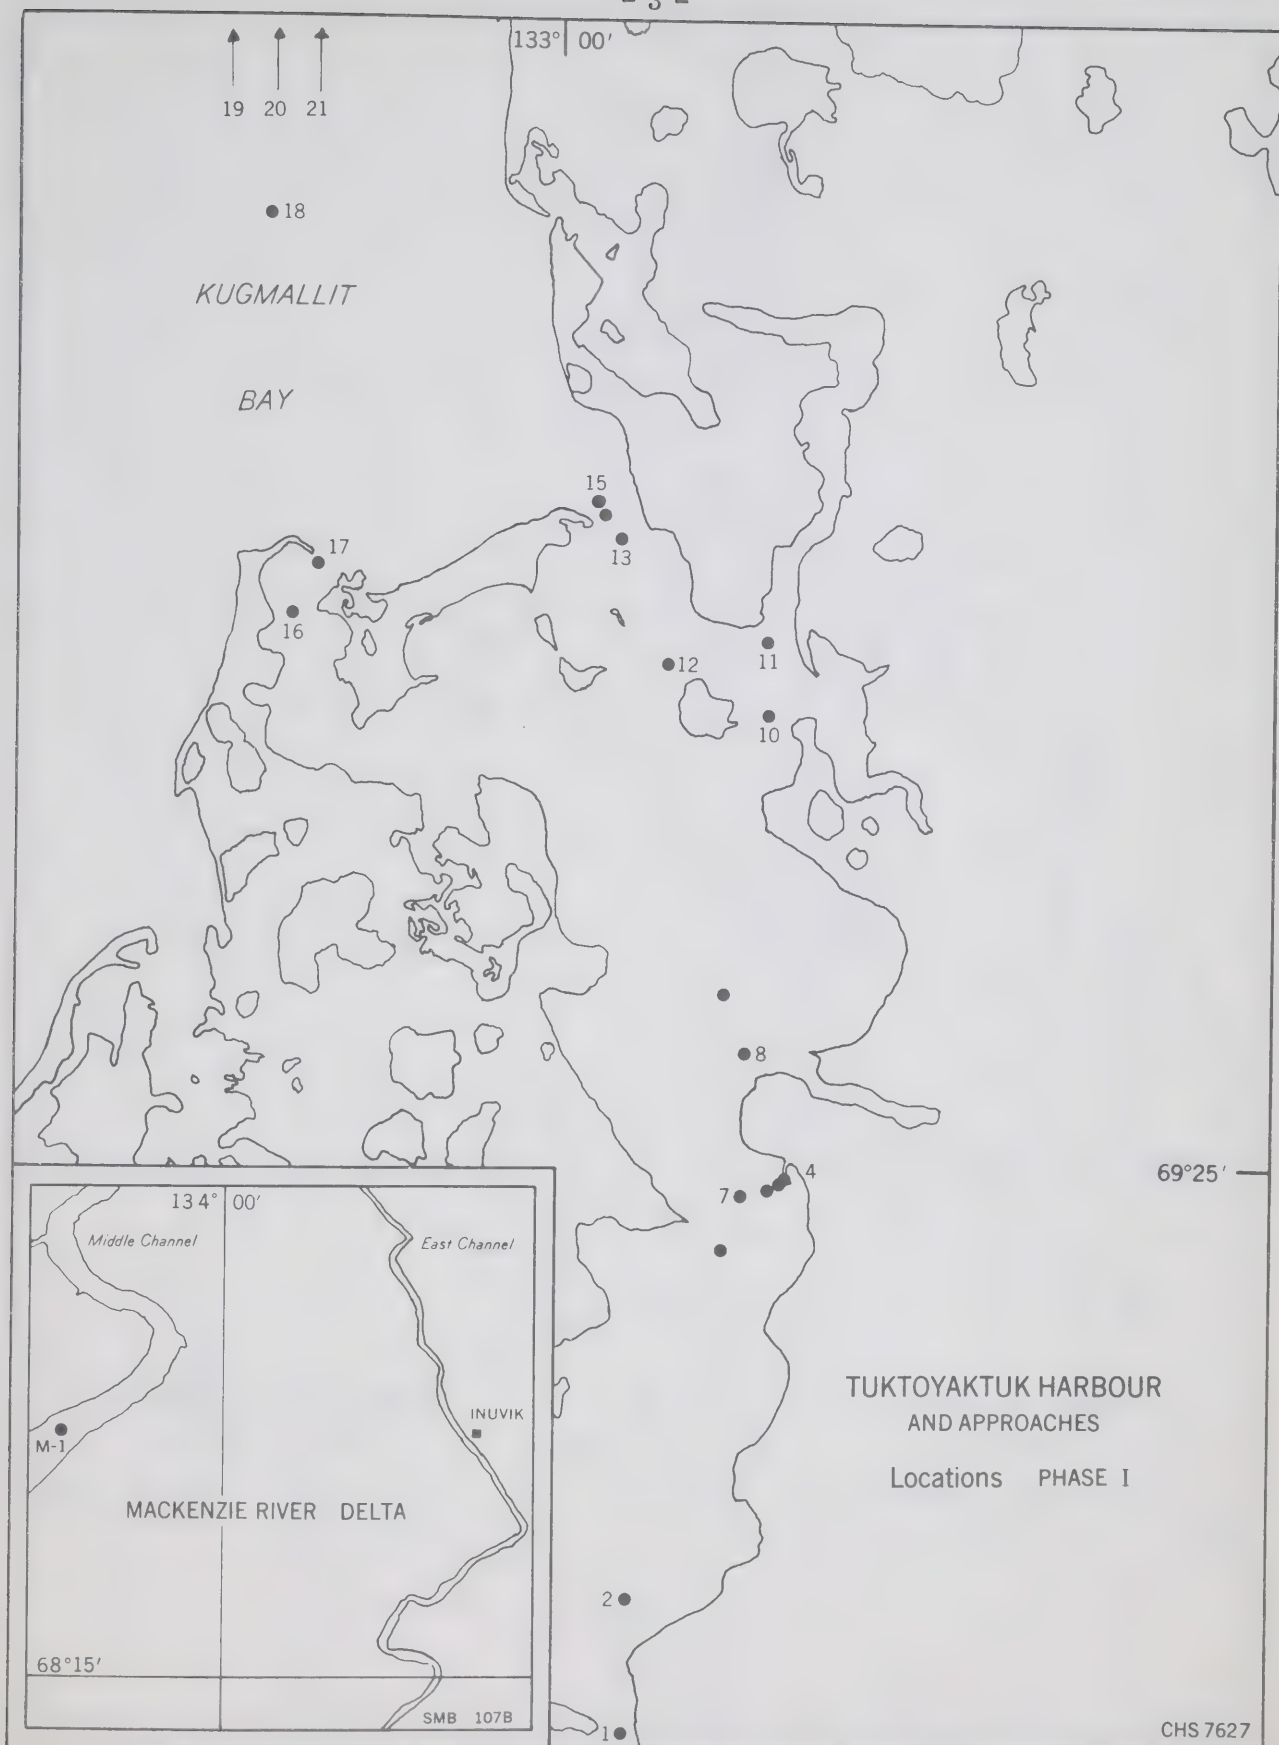 - 3 -
133° 00'
19 20 21
18
KUGMALLIT
BAY
15
13
17
16
12
11
10
8
4
7
69°25'
134° 00'
Middle Channel
East Channel
INUVIK
M-1
MACKENZIE RIVER DELTA
68°15'
SMB 107B
TUKTOYAKTUK HARBOUR
AND APPROACHES
Locations PHASE I
2
1
CHS 7627